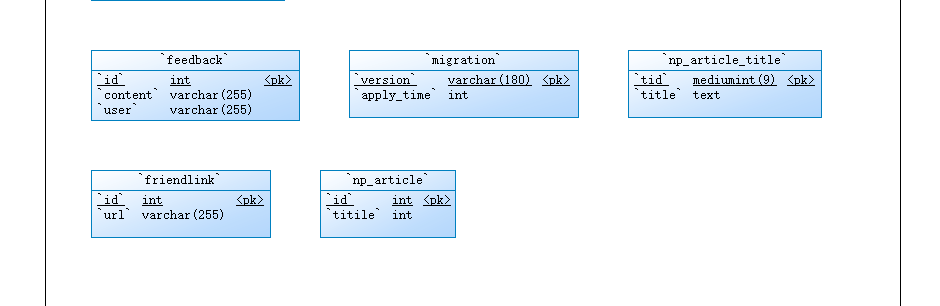 `feedback`
`id` int <pk>
`content` varchar(255)
`user` varchar(255)
`migration`
`version` varchar(180) <pk>
`apply_time` int
`np_article_title`
`tid` mediumint(9) <pk>
`title` text
`friendlink`
`id` int <pk>
`url` varchar(255)
`np_article`
`id` int <pk>
`titile` int